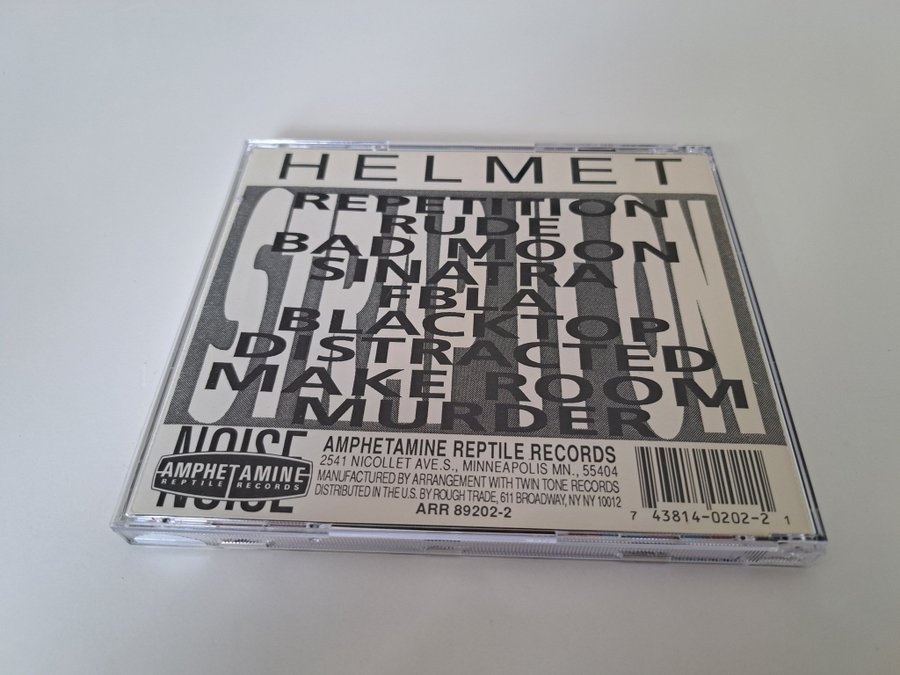 HELMET
REPETITION
RUDE
BAD MOON
SINATRA
FBLA
BLACKTOP
DISTRACTED
MAKE ROOM
MURDER
NOISE
AMPHETAMINE
REPTILE RECORDS
NOISE
AMPHETAMINE REPTILE RECORDS
2541 NICOLLET AVE.S., MINNEAPOLIS MN., 55404
MANUFACTURED BY ARRANGEMENT WITH TWIN TONE RECORDS
DISTRIBUTED IN THE U.S. BY ROUGH TRADE, 611 BROADWAY, NY NY 10012
ARR 89202-2
7 43814-0202-2 1